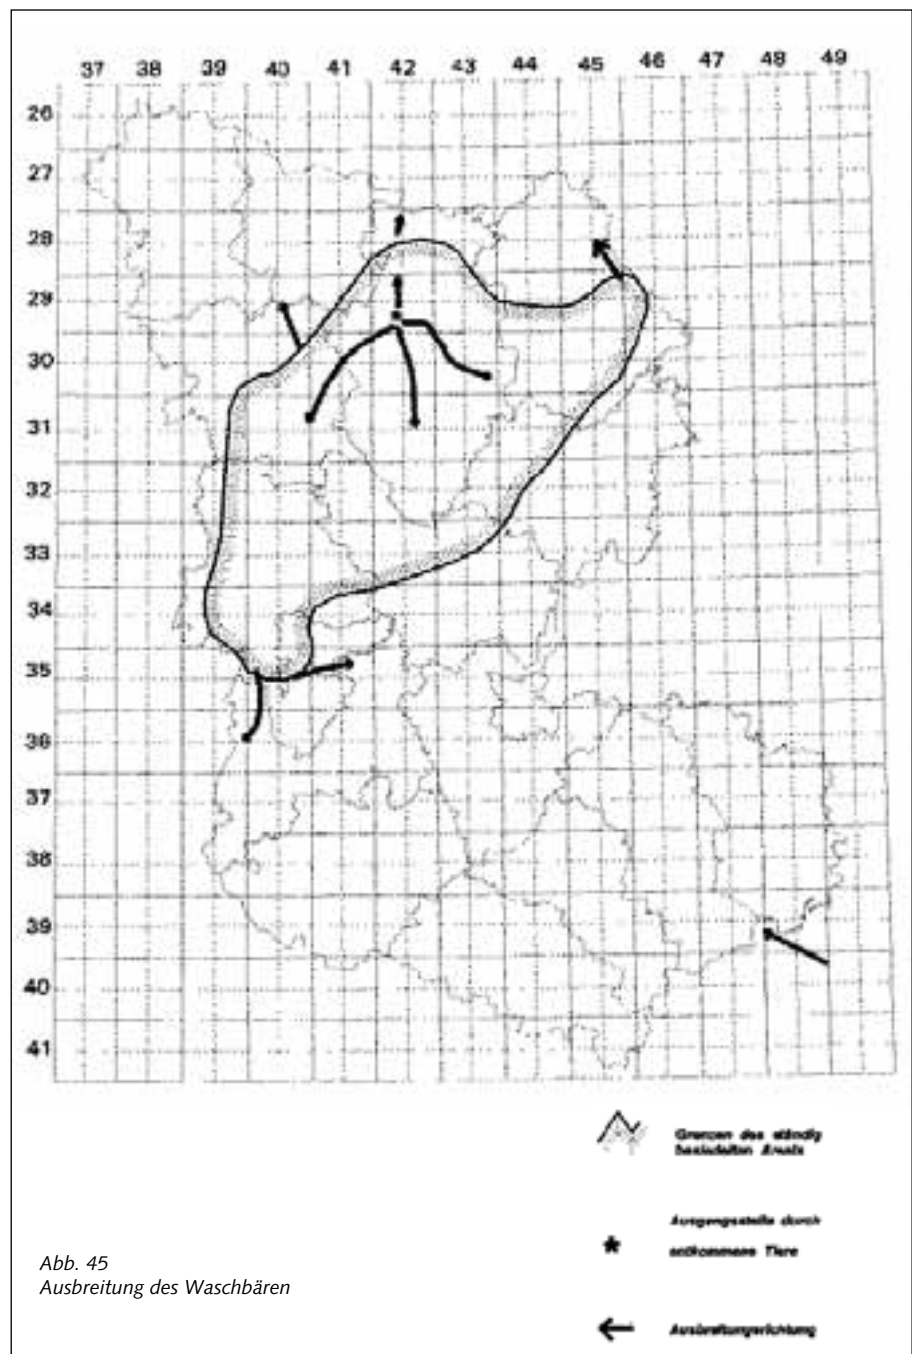 37 38 39 40 41 42 43 44 45 46 47 48 49
26
27
28
29
30
31
32
33
34
35
36
37
38
39
40
41
Grenzen des ständig
besiedelten Areals
Ausgangsstelle durch
entkommene Tiere
Ausbreitungsrichtung
Abb. 45
Ausbreitung des Waschbären